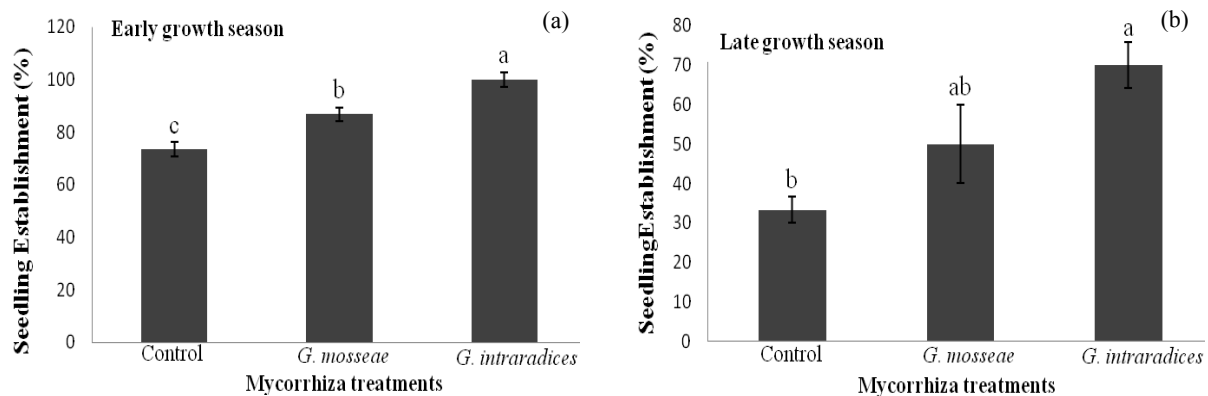 (a)
Early growth season
Seedling Establishment (%)
120
100
80
60
40
20
0
c
b
a
Control
G. mosseae
G. intraradices
Mycorrhiza treatments
(b)
Late growth season
SeedlingEstablishment (%)
80
70
60
50
40
30
20
10
0
b
ab
a
Control
G. mosseae
G. intraradices
Mycorrhiza treatments